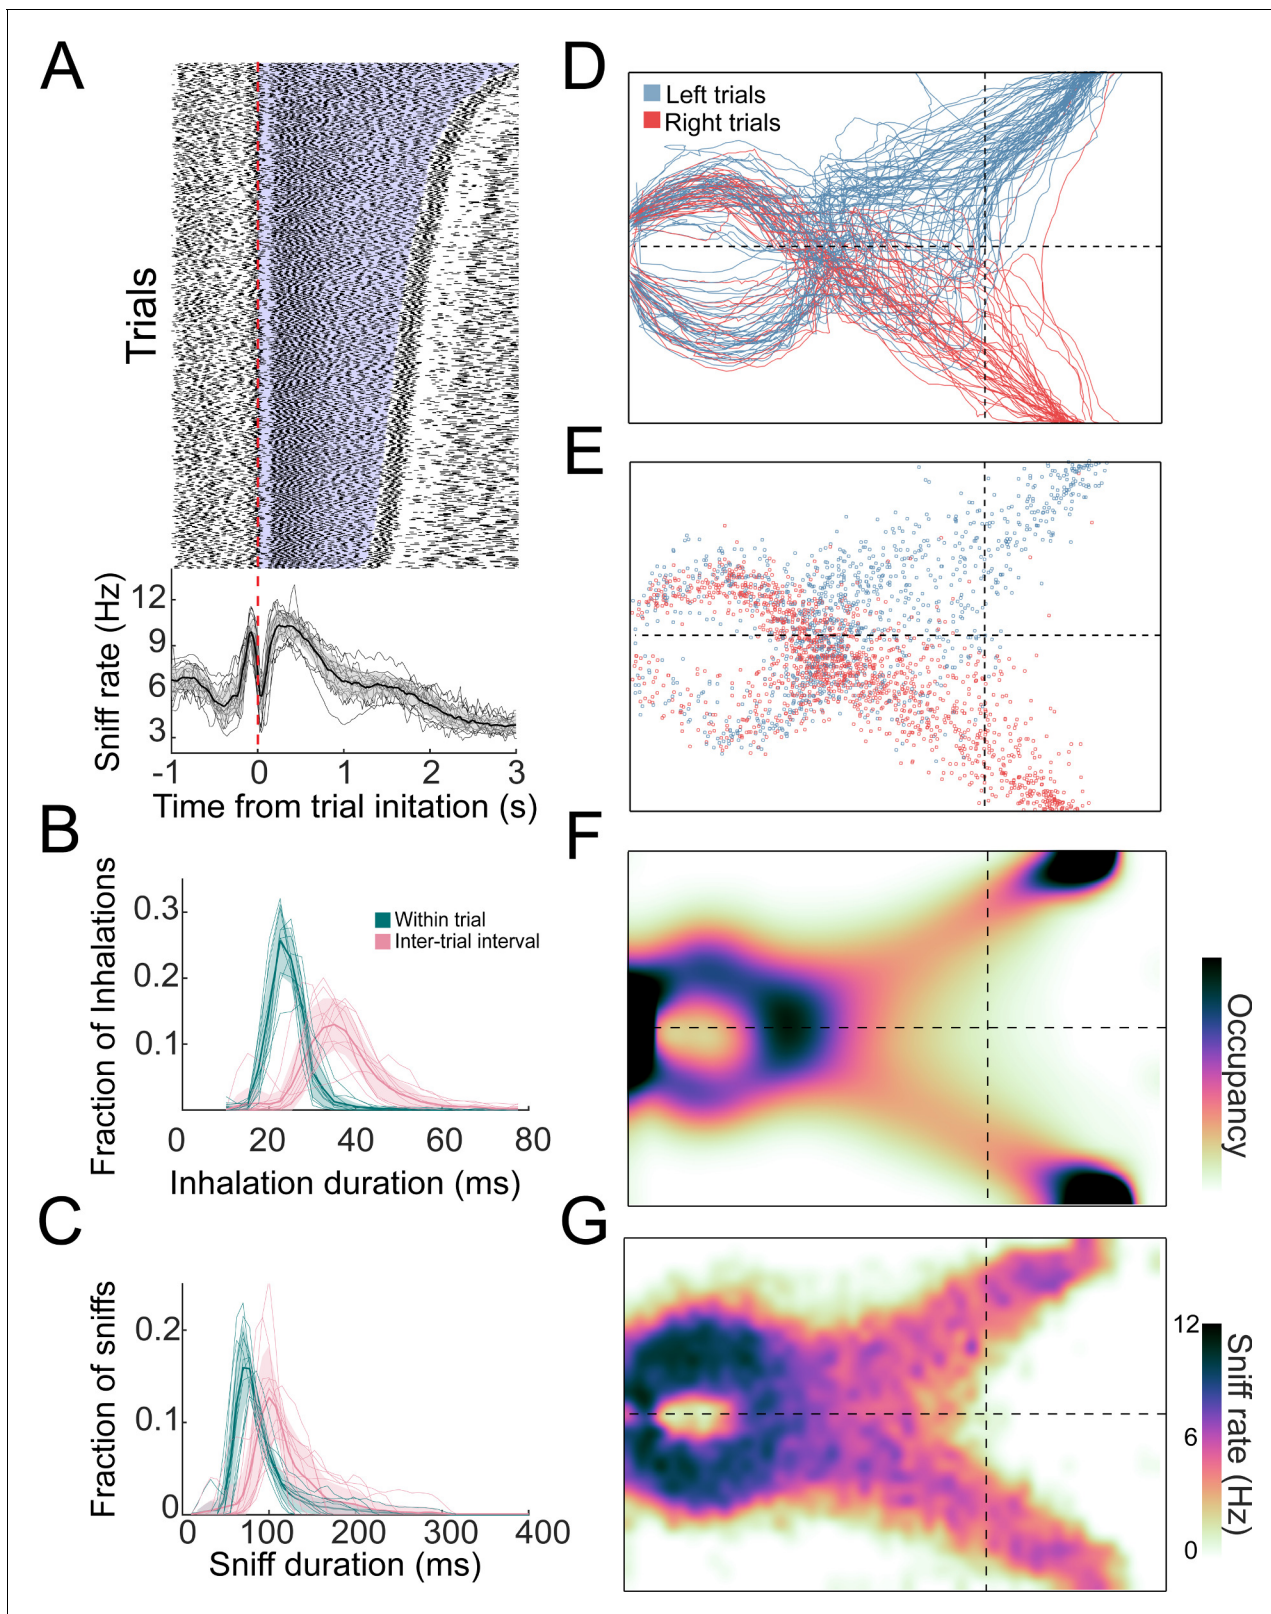 A
Trials
Sniff rate (Hz)
12
9
6
3
-1 0 1 2 3
Time from trial initation (s)
B
Fraction of Inhalations
0.3
0.2
0.1
Within trial
Inter-trial interval
0 20 40 60 80
Inhalation duration (ms)
C
Fraction of sniffs
0.2
0.1
0
0 100 200 300 400
Sniff duration (ms)
D
Left trials
Right trials
E
F
Occupancy
G
12
6
0
Sniff rate (Hz)